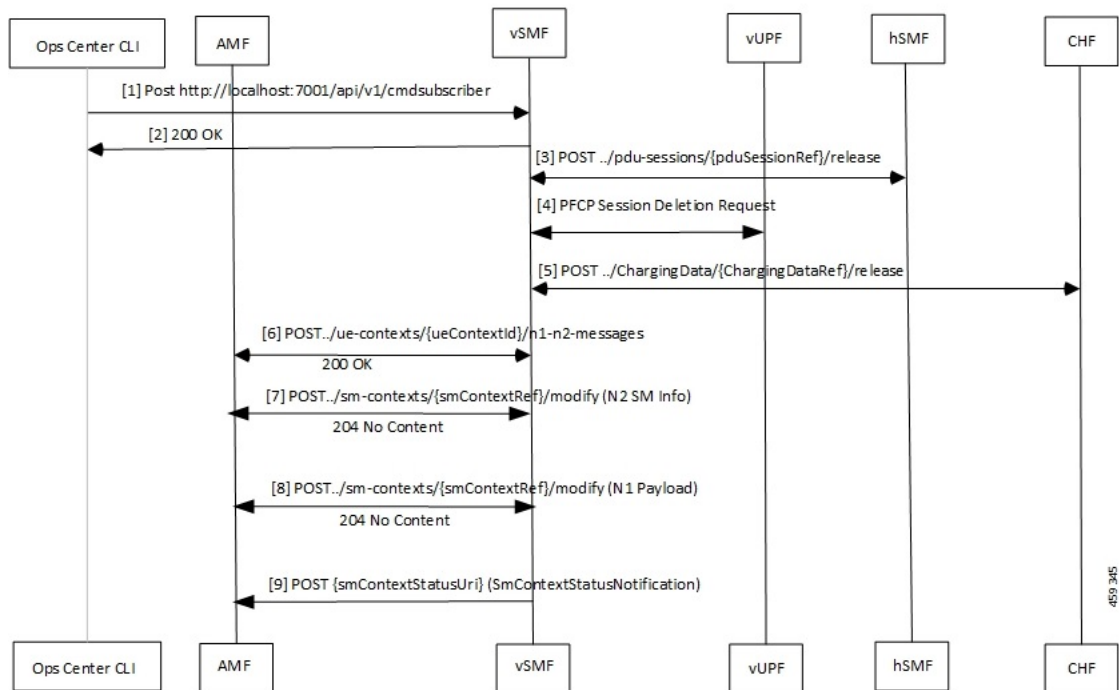 Ops Center CLI
AMF
vSMF
vUPF
hSMF
CHF
[1] Post http://localhost:7001/api/v1/cmdsubscriber
[2] 200 OK
[3] POST ../pdu-sessions/{pduSessionRef}/release
[4] PFCP Session Deletion Request
[5] POST ../ChargingData/{ChargingDataRef}/release
[6] POST../ue-contexts/{ueContextId}/n1-n2-messages
200 OK
[7] POST../sm-contexts/{smContextRef}/modify (N2 SM Info)
204 No Content
[8] POST../sm-contexts/{smContextRef}/modify (N1 Payload)
204 No Content
[9] POST {smContextStatusUri} (SmContextStatusNotification)
459345
Ops Center CLI
AMF
vSMF
vUPF
hSMF
CHF